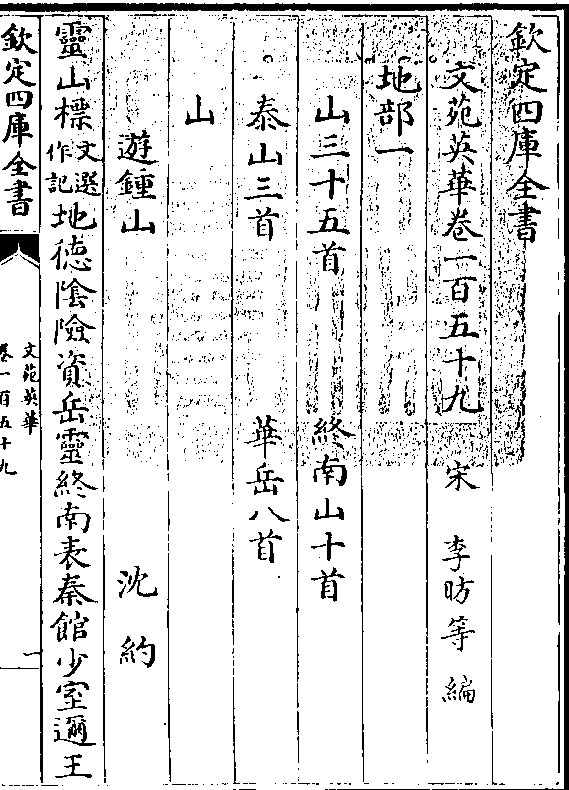 欽定四庫全書
文苑英華卷一百五十九 宋 李昉等 編
地部一
山三十五首 終南山十首
泰山三首 華岳八首
山
遊鍾山 沈約
靈山標文選作記地徳隂險資岳靈終南表秦館少室邇王
欽定四庫全書
文苑英華
卷一百五十九
一